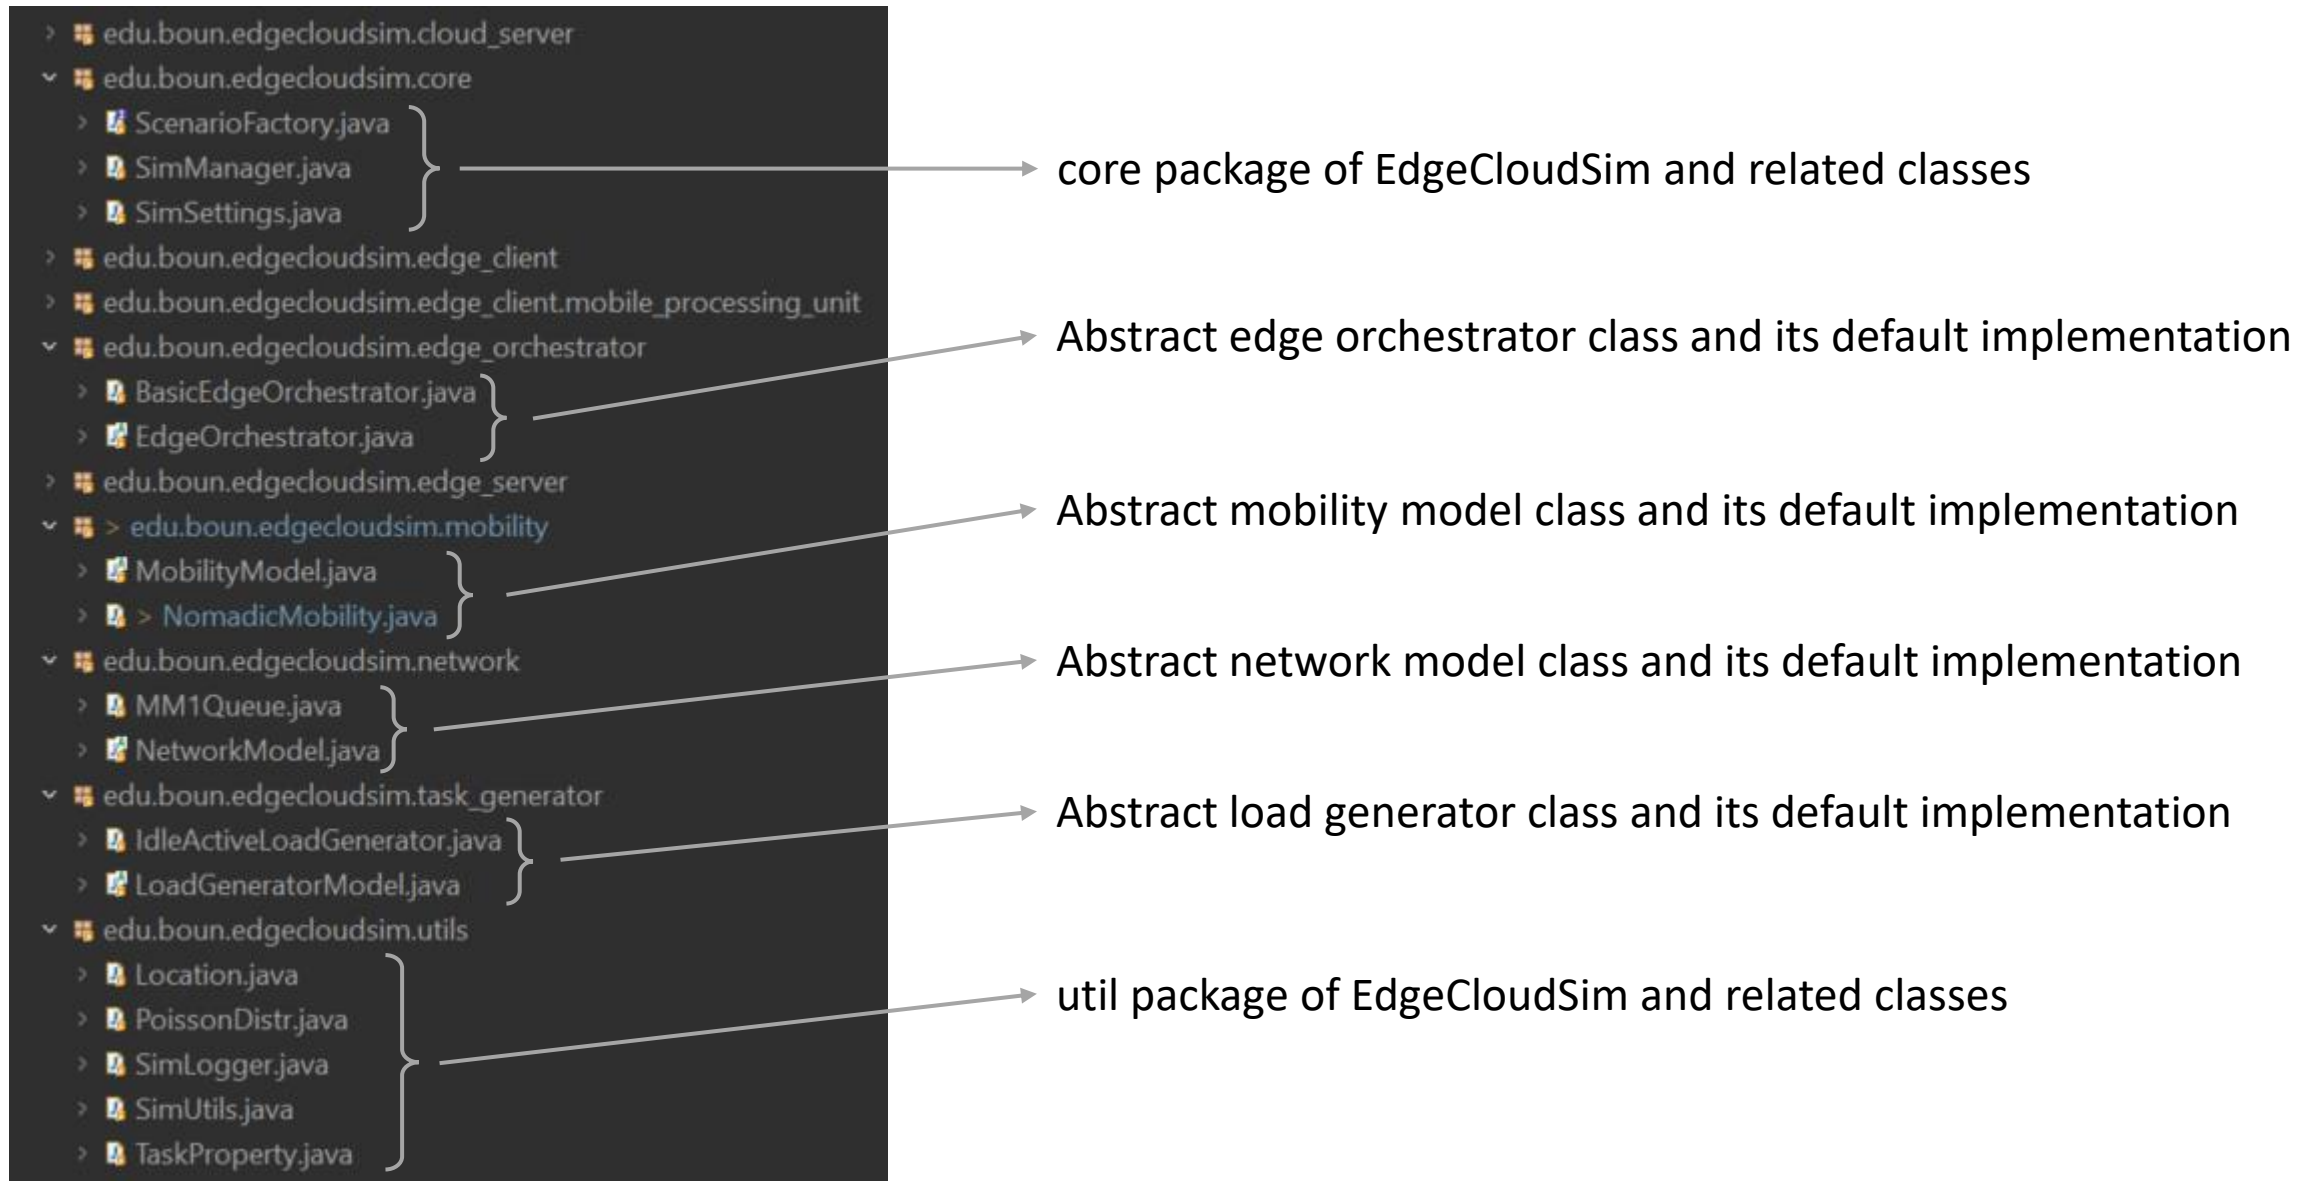 edu.boun.edgecloudsim.cloud_server
edu.boun.edgecloudsim.core
ScenarioFactory.java
SimManager.java
SimSettings.java
edu.boun.edgecloudsim.edge_client
edu.boun.edgecloudsim.edge_client.mobile_processing_unit
edu.boun.edgecloudsim.edge_orchestrator
BasicEdgeOrchestrator.java
EdgeOrchestrator.java
edu.boun.edgecloudsim.edge_server
> edu.boun.edgecloudsim.mobility
MobilityModel.java
> NomadicMobility.java
edu.boun.edgecloudsim.network
MM1Queue.java
NetworkModel.java
edu.boun.edgecloudsim.task_generator
IdleActiveLoadGenerator.java
LoadGeneratorModel.java
edu.boun.edgecloudsim.utils
Location.java
PoissonDistr.java
SimLogger.java
SimUtils.java
TaskProperty.java
core package of EdgeCloudSim and related classes
Abstract edge orchestrator class and its default implementation
Abstract mobility model class and its default implementation
Abstract network model class and its default implementation
Abstract load generator class and its default implementation
util package of EdgeCloudSim and related classes